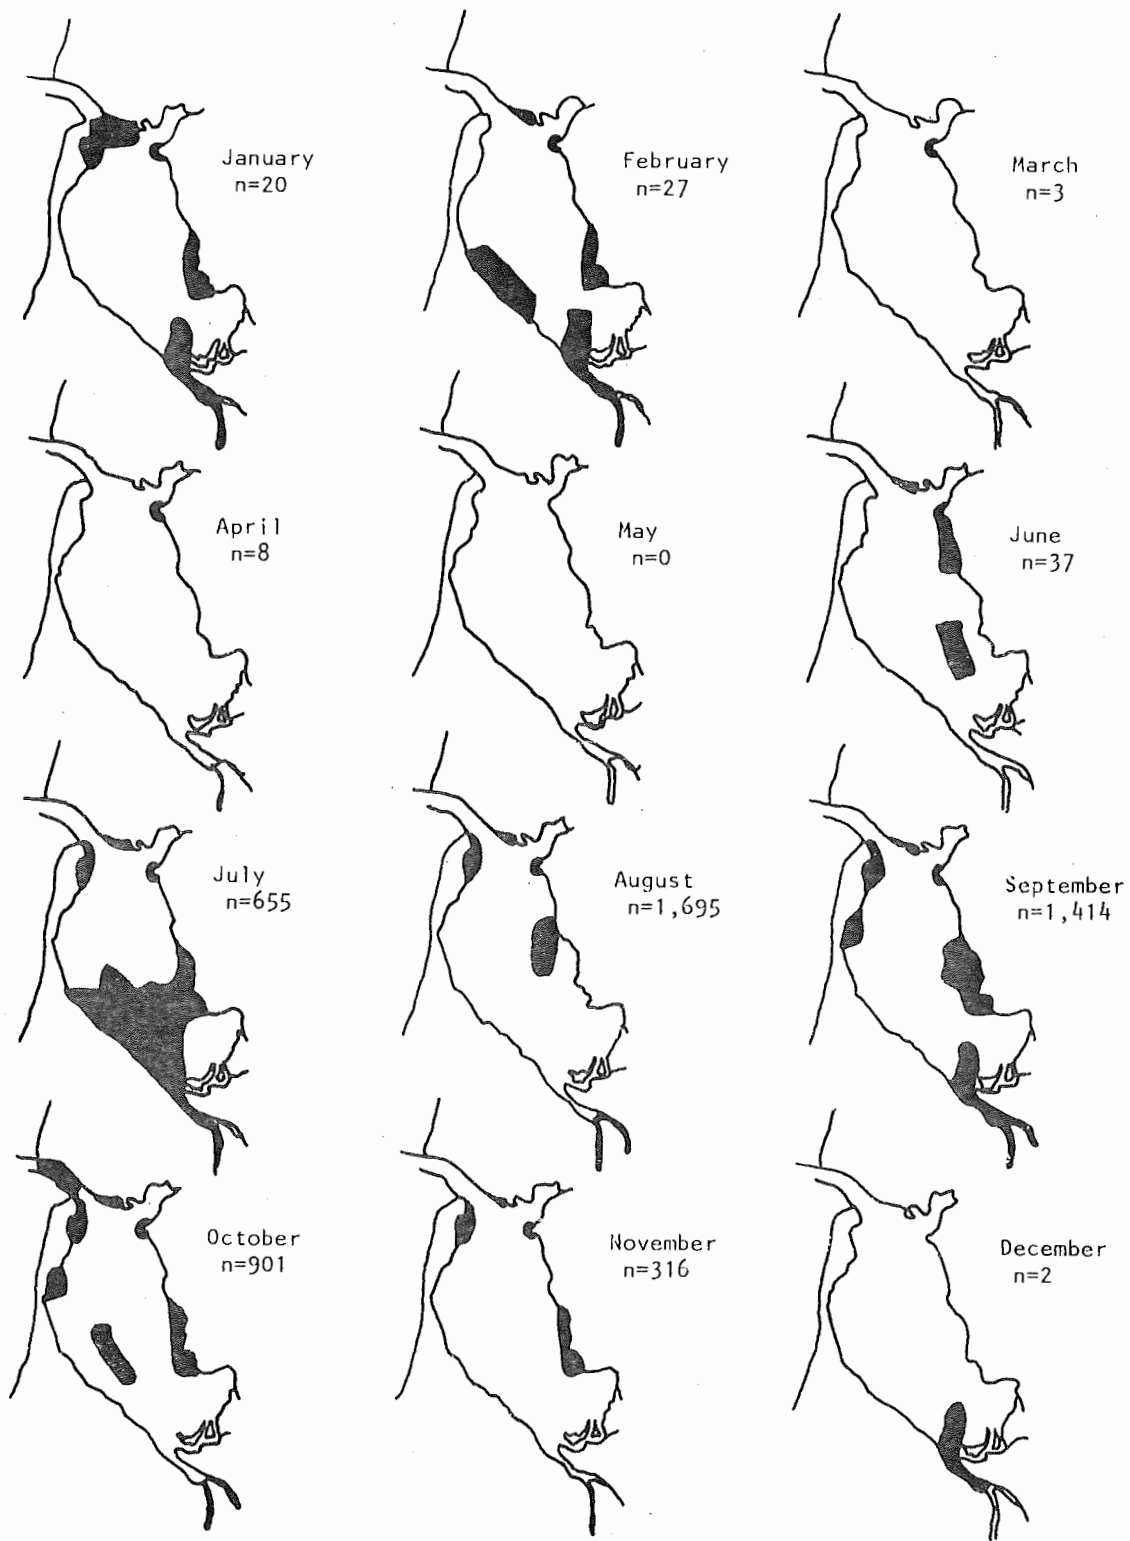 January
n=20
February
n=27
March
n=3
April
n=8
May
n=0
June
n=37
July
n=655
August
n=1,695
September
n=1,414
October
n=901
November
n=316
December
n=2